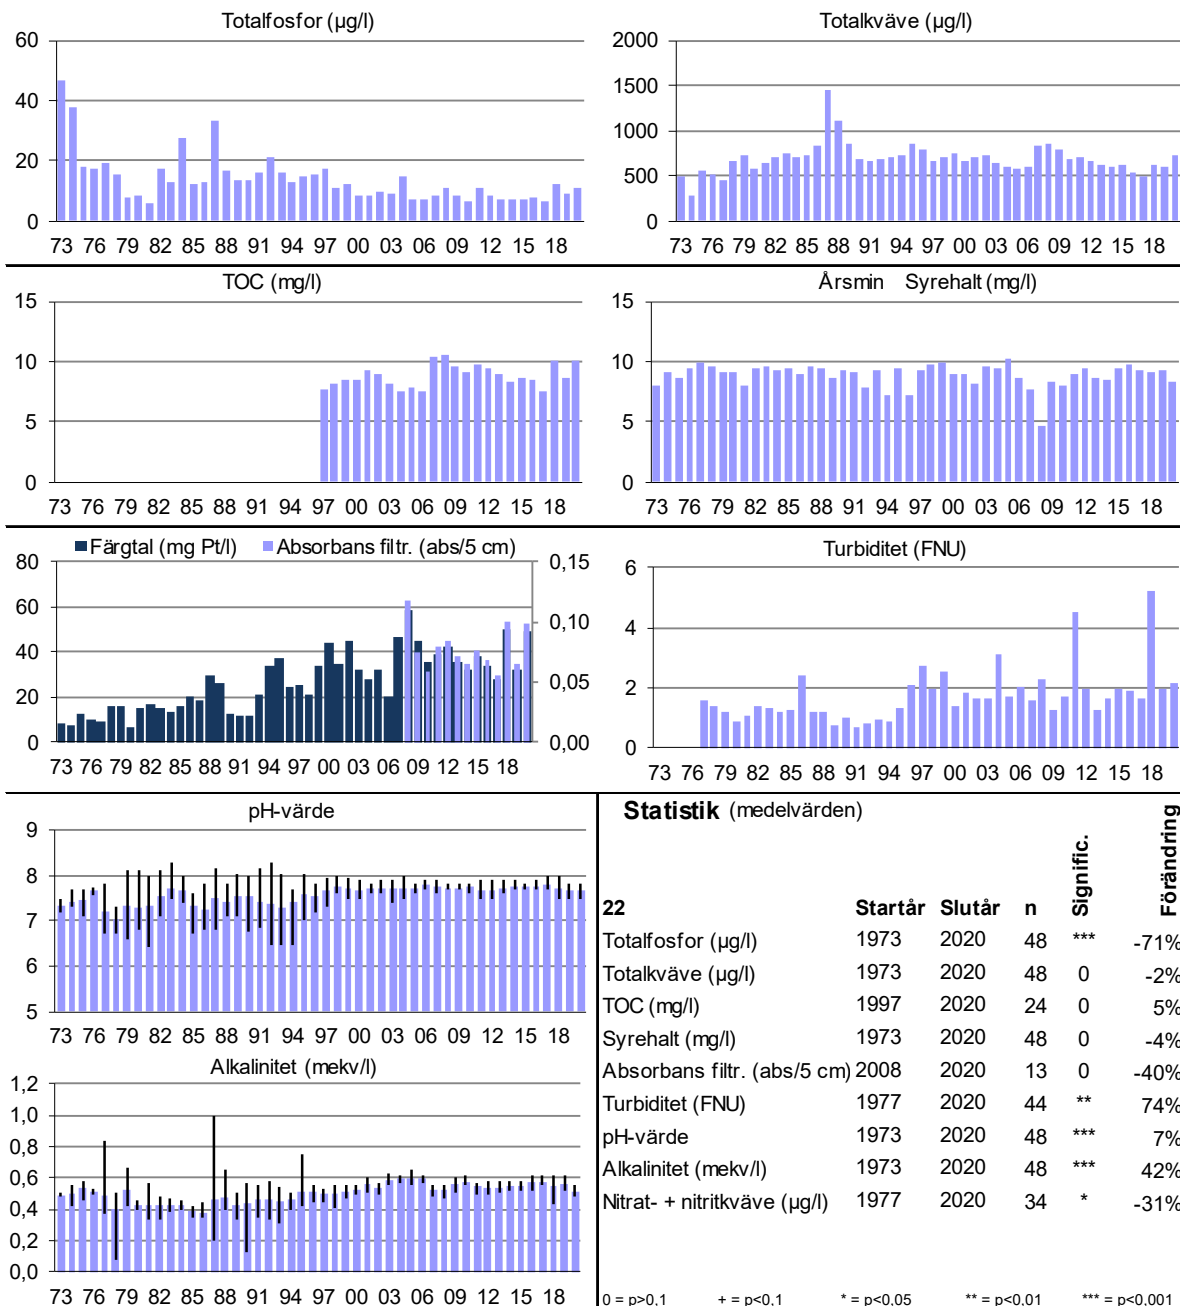 Totalfosfor (µg/l)
60
40
20
0
73 76 79 82 85 88 91 94 97 00 03 06 09 12 15 18
Totalkväve (µg/l)
2000
1500
1000
500
0
73 76 79 82 85 88 91 94 97 00 03 06 09 12 15 18
TOC (mg/l)
15
10
5
0
73 76 79 82 85 88 91 94 97 00 03 06 09 12 15 18
Årsmin Syrehalt (mg/l)
15
10
5
0
73 76 79 82 85 88 91 94 97 00 03 06 09 12 15 18
Färgtal (mg Pt/l) Absorbans filtr. (abs/5 cm)
80 0,15
60
0,10
40
0,05
20
0 0,00
73 76 79 82 85 88 91 94 97 00 03 06 09 12 15 18
Turbiditet (FNU)
6
4
2
0
73 76 79 82 85 88 91 94 97 00 03 06 09 12 15 18
pH-värde
9
8
7
6
5
73 76 79 82 85 88 91 94 97 00 03 06 09 12 15 18
Alkalinitet (mekv/l)
1,2
1,0
0,8
0,6
0,4
0,2
0,0
73 76 79 82 85 88 91 94 97 00 03 06 09 12 15 18
Statistik (medelvärden)
22 Startår Slutår n Signific. Förändring
Totalfosfor (µg/l) 1973 2020 48 *** -71%
Totalkväve (µg/l) 1973 2020 48 0 -2%
TOC (mg/l) 1997 2020 24 0 5%
Syrehalt (mg/l) 1973 2020 48 0 -4%
Absorbans filtr. (abs/5 cm) 2008 2020 13 0 -40%
Turbiditet (FNU) 1977 2020 44 ** 74%
pH-värde 1973 2020 48 *** 7%
Alkalinitet (mekv/l) 1973 2020 48 *** 42%
Nitrat- + nitritkväve (µg/l) 1977 2020 34 * -31%
0 = p>0,1 + = p<0,1 * = p<0,05 ** = p<0,01 *** = p<0,001